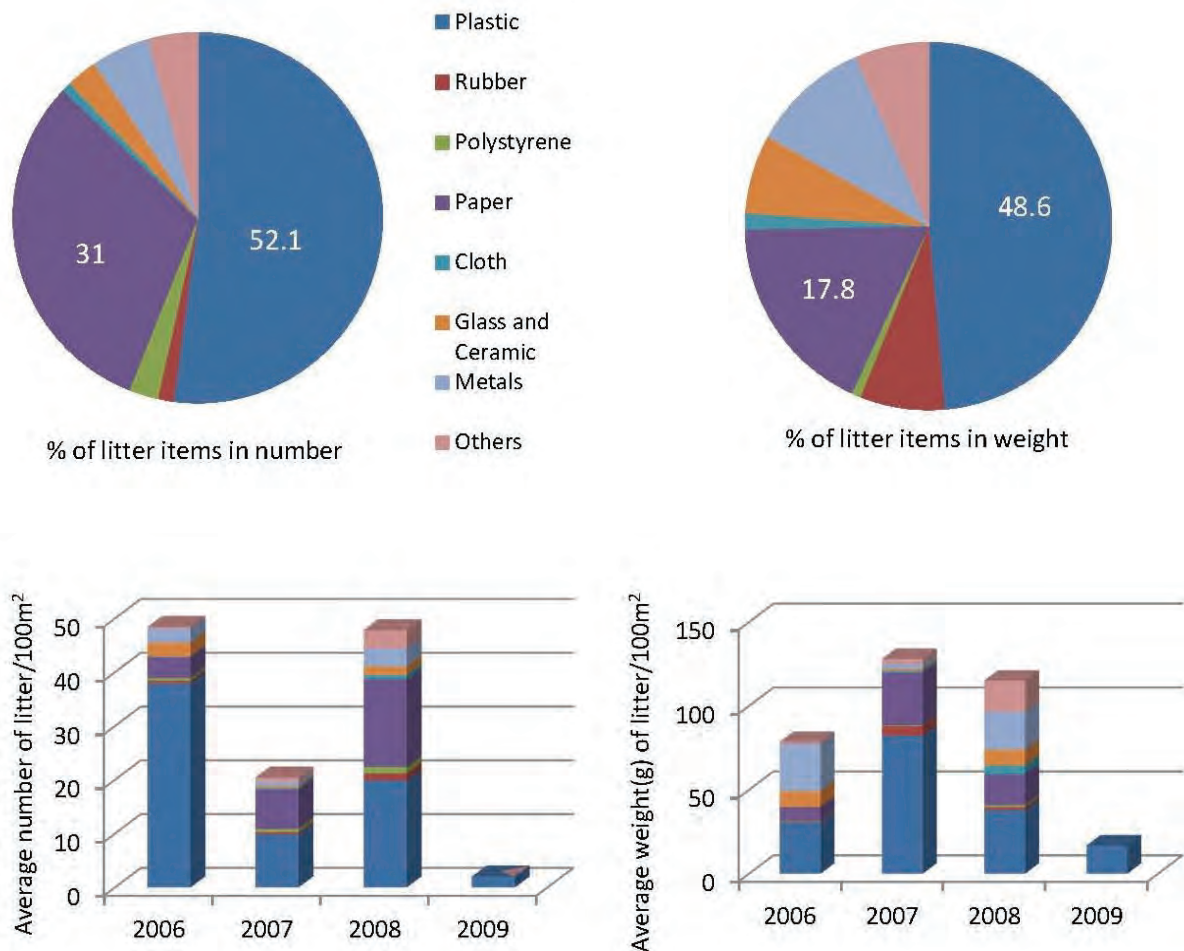 Plastic
Rubber
Polystyrene
Paper
Cloth
Glass and
Ceramic
Metals
Others
31
52.1
% of litter items in number
48.6
17.8
% of litter items in weight
Average number of litter/100m²
50
40
30
20
10
0
2006
2007
2008
2009
Average weight(g) of litter/100m²
150
100
50
0
2006
2007
2008
2009